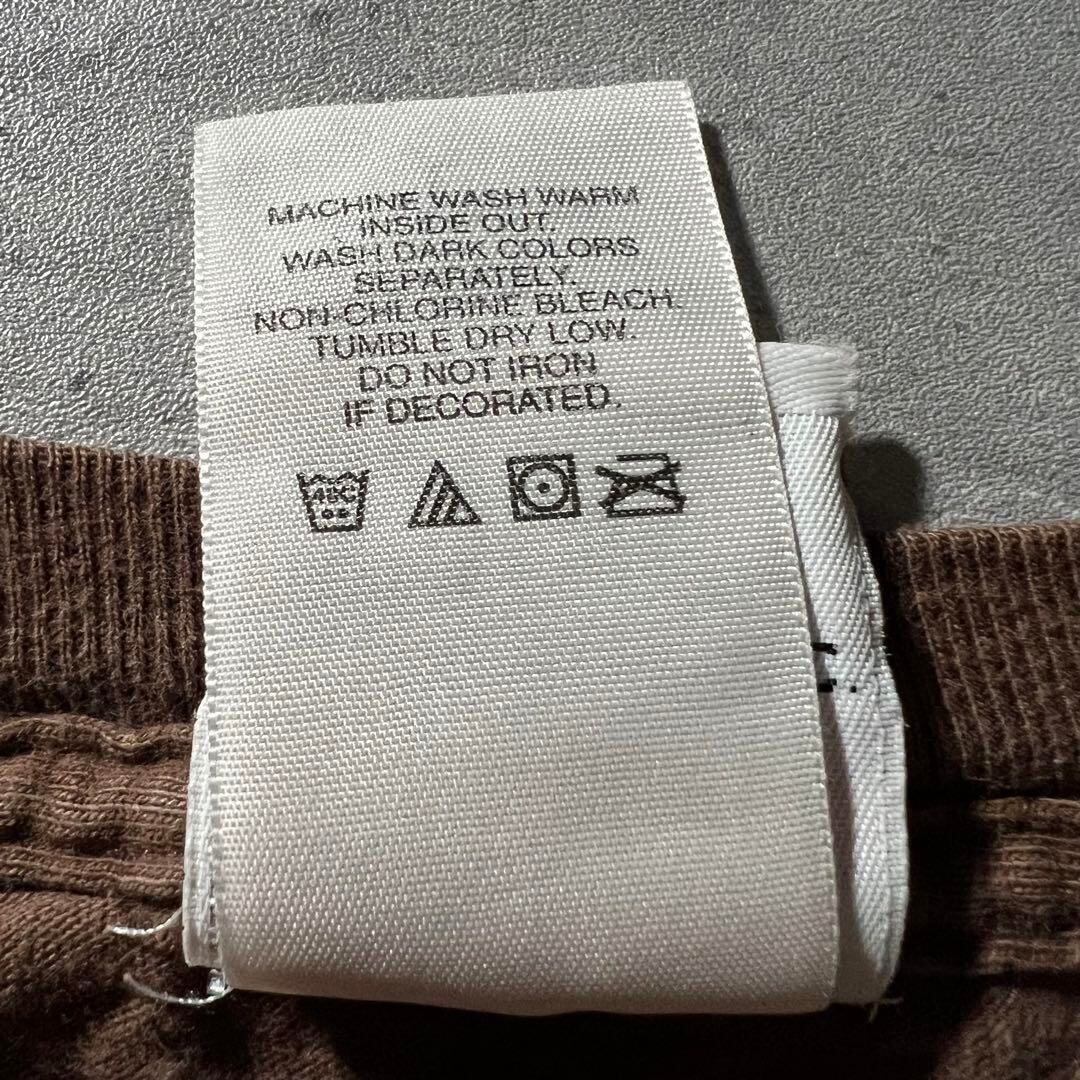 MACHINE WASH WARM
INSIDE OUT.
WASH DARK COLORS
SEPARATELY.
NON-CHLORINE BLEACH.
TUMBLE DRY LOW.
DO NOT IRON
IF DECORATED.